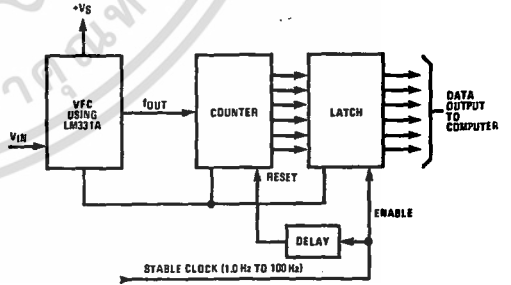 +VS
VFC
USING
LM331A
fOUT
VIN
COUNTER
LATCH
DATA
OUTPUT
TO
COMPUTER
RESET
ENABLE
DELAY
STABLE CLOCK (1.0 Hz TO 100 Hz)